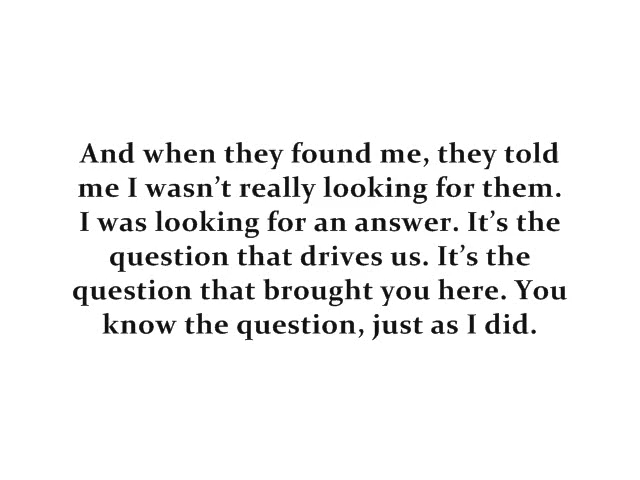 And when they found me, they told
me I wasn’t really looking for them.
I was looking for an answer. It’s the
question that drives us. It’s the
question that brought you here. You
know the question, just as I did.